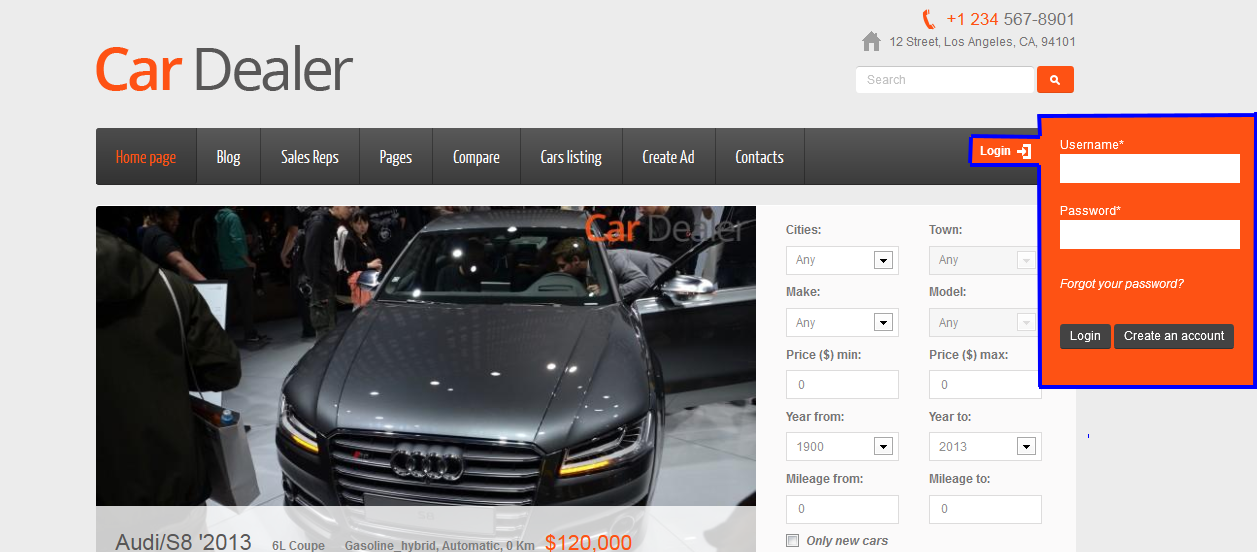 +1 234 567-8901
12 Street, Los Angeles, CA, 94101
Car Dealer
Search
Home page Blog Sales Reps Pages Compare Cars listing Create Ad Contacts
Login
Username*
Password*
Forgot your password?
Login Create an account
Car Dealer
Cities: Town:
Any Any
Make: Model:
Any Any
Price ($) min: Price ($) max:
0 0
Year from: Year to:
1900 2013
Mileage from: Mileage to:
0 0
Only new cars
Audi/S8 '2013 6L Coupe Gasoline_hybrid, Automatic, 0 Km $120,000